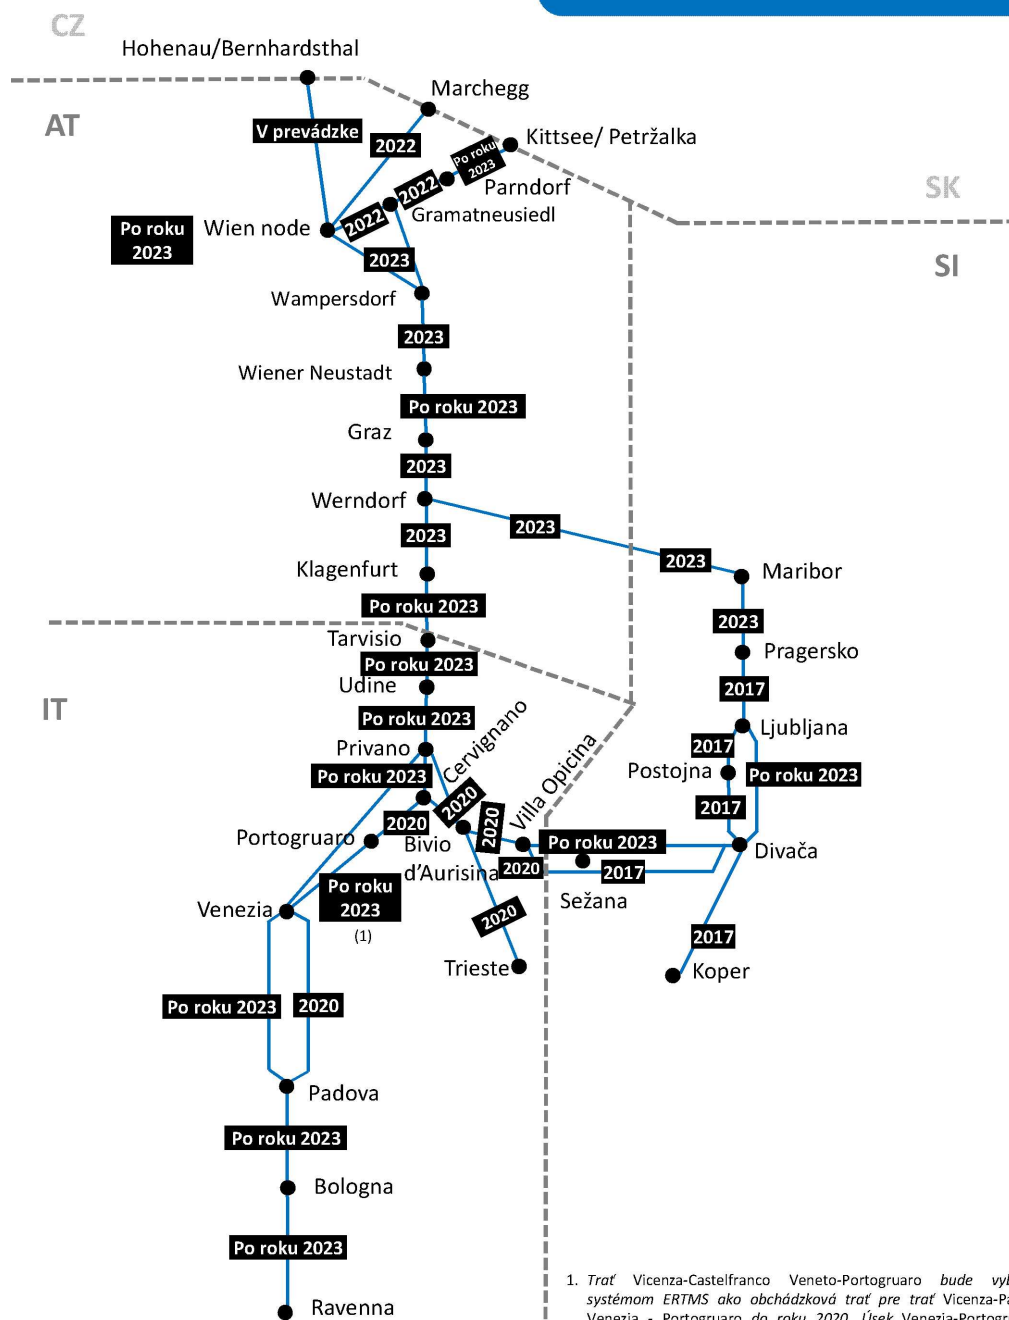 CZ
Hohenau/Bernhardsthal
Marchegg
AT
V prevádzke
2022
Kittsee/ Petržalka
Po roku
2023
2022
Parndorf
SK
Gramatneusiedl
2022
Wien node
Po roku
2023
2023
SI
Wampersdorf
2023
Wiener Neustadt
Po roku 2023
Graz
2023
Werndorf
2023
2023
2023
Klagenfurt
Maribor
Po roku 2023
2023
Tarvisio
Pragersko
Po roku 2023
Udine
2017
IT
Po roku 2023
Ljubljana
Privano
Cervignano
2017
Villa Opicina
Postojna
Po roku 2023
Po roku 2023
2020
2017
2020
2020
Portogruaro
Bivio
d’Aurisina
Po roku 2023
Divača
2020
2017
Sežana
Po roku
2023
(1)
Venezia
2020
2017
Trieste
Koper
Po roku 2023
2020
Padova
Po roku 2023
Bologna
Po roku 2023
Ravenna
1. Trať Vicenza-Castelfranco Veneto-Portogruaro bude
systémom ERTMS ako obchádzková trať pre trať
Venezia - Portogruaro do roku 2020. Úsek